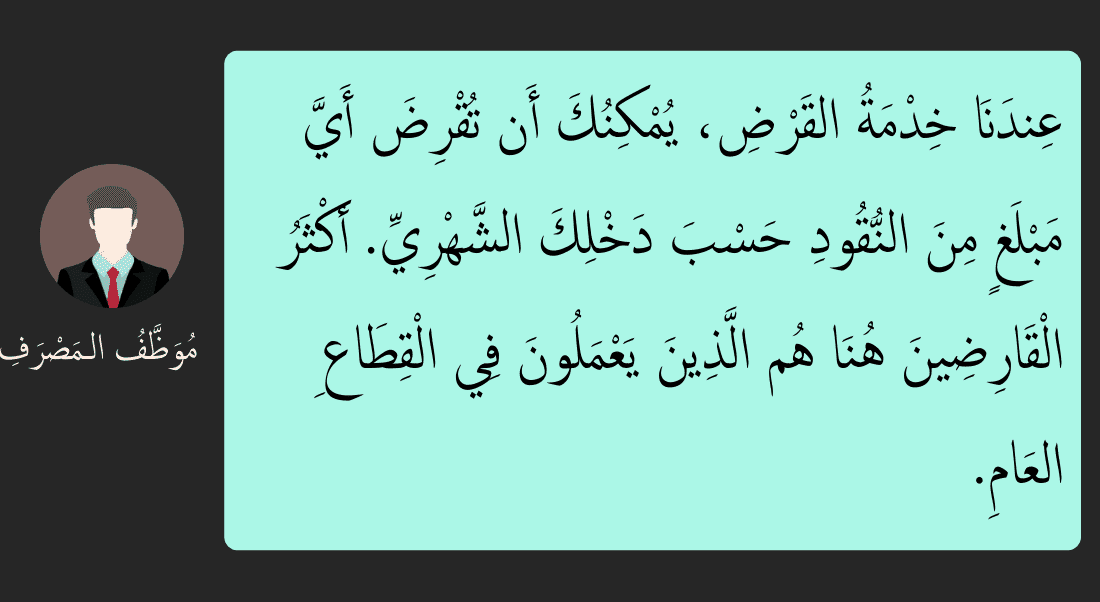 عِندَنَا خِدْمَةُ القَرْضِ، يُمْكِنُكَ أَن تُقْرِضَ أَيَّ
مَبْلَغٍ مِنَ النُّقُودِ حَسْبَ دَخْلِكَ الشَّهْرِيِّ. أَكْثَرُ
الْقَارِضِينَ هُنَا هُم الَّذِينَ يَعْمَلُونَ فِي الْقِطَاعِ
العَامِ.
مُوَظَّفُ المَصْرَفِ